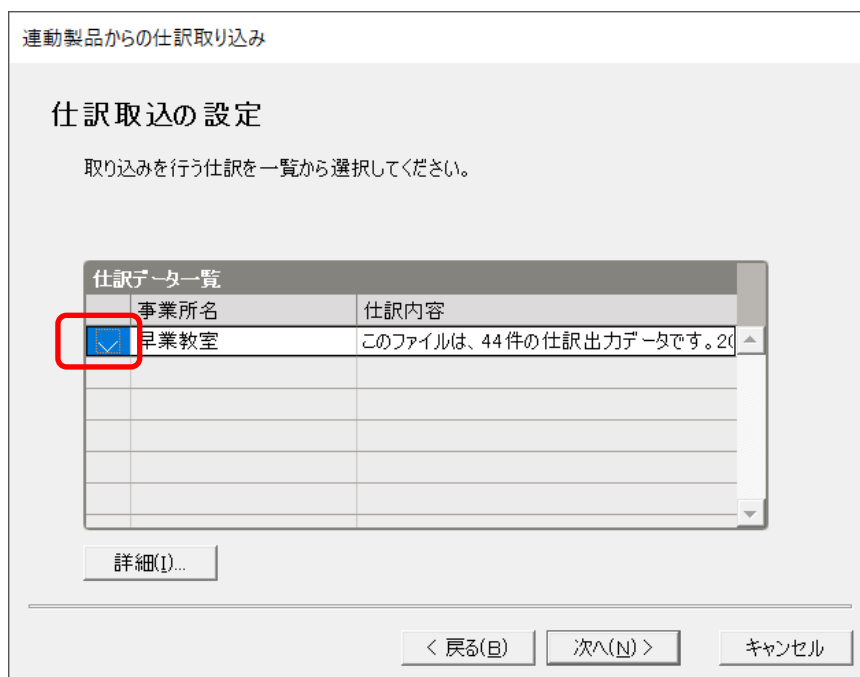 連動製品からの仕訳取り込み
仕訳取込の設定
取り込みを行う仕訳を一覧から選択してください。
仕訳データ一覧
事業所名 仕訳内容
早業教室 このファイルは、44件の仕訳出力データです。20
詳細(I)...
< 戻る(B) 次へ(N) > キャンセル